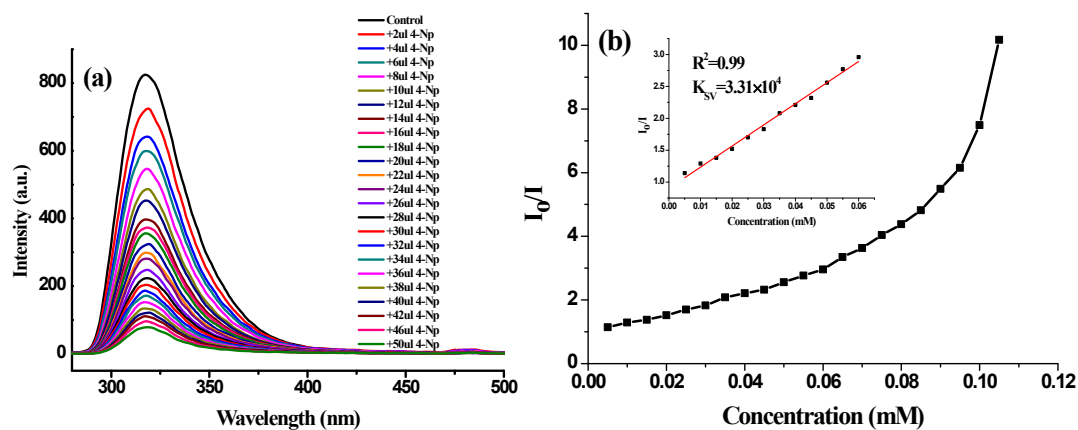 (a)
Control
+2ul 4-Np
+4ul 4-Np
+6ul 4-Np
+8ul 4-Np
+10ul 4-Np
+12ul 4-Np
+14ul 4-Np
+16ul 4-Np
+18ul 4-Np
+20ul 4-Np
+22ul 4-Np
+24ul 4-Np
+26ul 4-Np
+28ul 4-Np
+30ul 4-Np
+32ul 4-Np
+34ul 4-Np
+36ul 4-Np
+38ul 4-Np
+40ul 4-Np
+42ul 4-Np
+46ul 4-Np
+50ul 4-Np
Intensity (a.u.)
800
600
400
200
0
300 350 400 450 500
Wavelength (nm)
(b)
I₀/I
10
8
6
4
2
0
0.00 0.02 0.04 0.06 0.08 0.10 0.12
Concentration (mM)
R²=0.99
K_SV=3.31×10⁴
I₀/I
3.0
2.5
2.0
1.5
1.0
0.00 0.01 0.02 0.03 0.04 0.05 0.06
Concentration (mM)